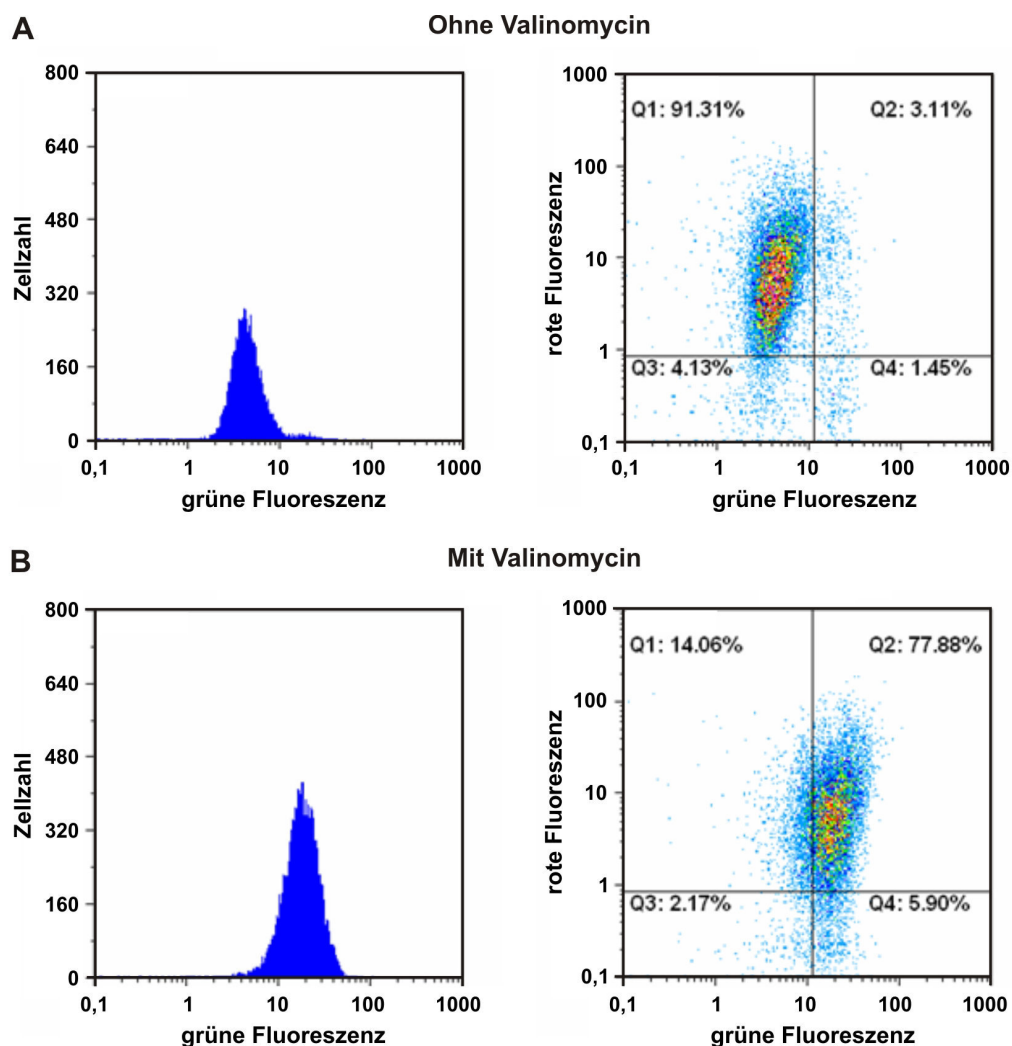 A
Ohne Valinomycin
800
640
480
320
160
0
Zellzahl
0,1 1 10 100 1000
grüne Fluoreszenz
1000
100
10
1
0,1
rote Fluoreszenz
Q1: 91.31% Q2: 3.11%
Q3: 4.13% Q4: 1.45%
0,1 1 10 100 1000
grüne Fluoreszenz
B
Mit Valinomycin
800
640
480
320
160
0
Zellzahl
0,1 1 10 100 1000
grüne Fluoreszenz
1000
100
10
1
0,1
rote Fluoreszenz
Q1: 14.06% Q2: 77.88%
Q3: 2.17% Q4: 5.90%
0,1 1 10 100 1000
grüne Fluoreszenz